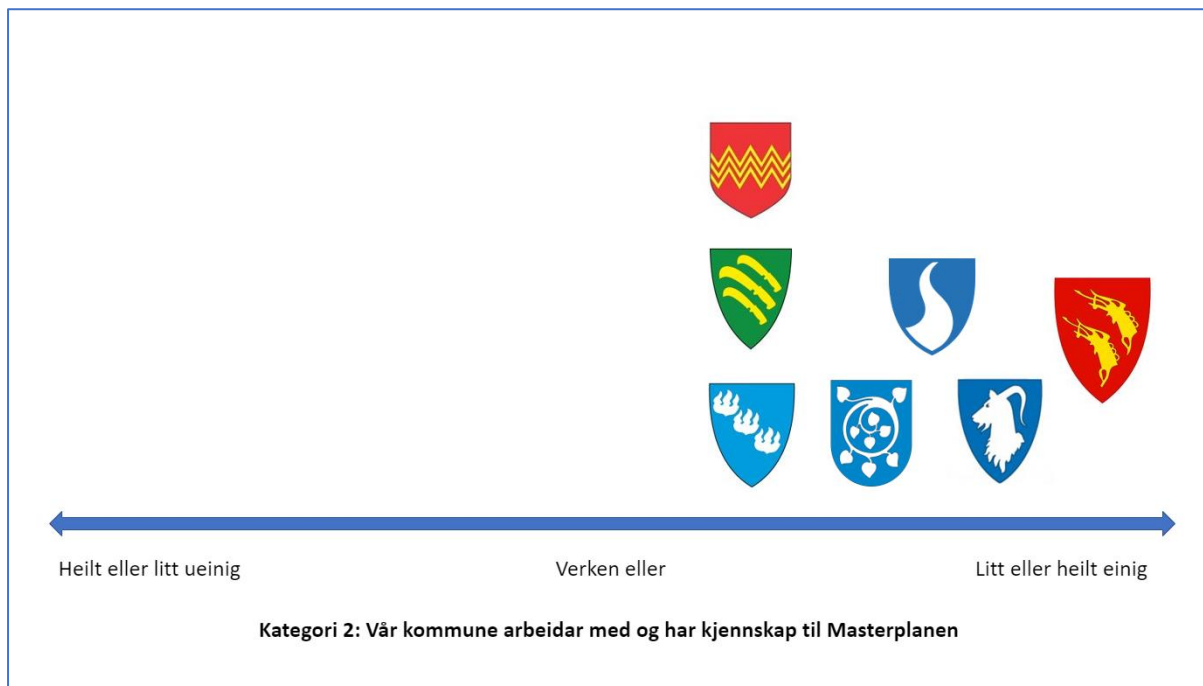 Heilt eller litt ueinig
Verken eller
Litt eller heilt einig
Kategori 2: Vår kommune arbeidar med og har kjennskap til Masterplanen